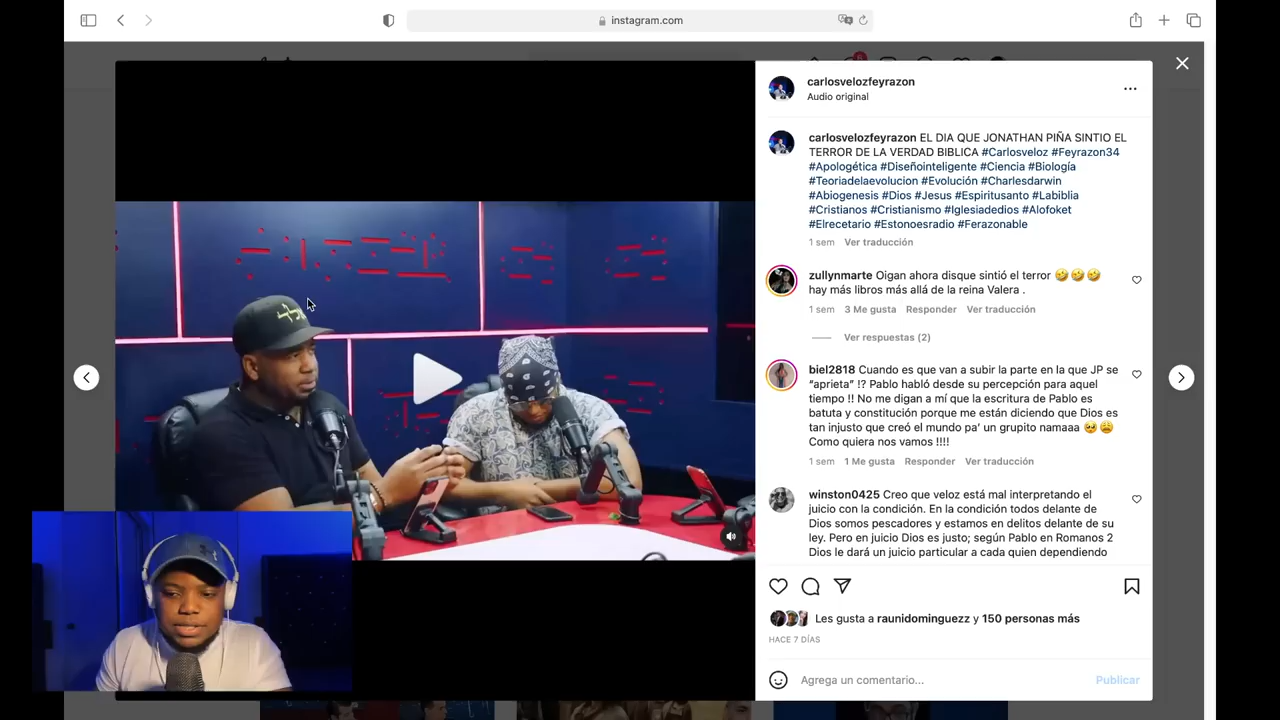 instagram.com
carlosvelozfeyrazon
Audio original
carlosvelozfeyrazon EL DIA QUE JONATHAN PIÑA SINTIO EL
TERROR DE LA VERDAD BIBLICA #Carlosveloz #Feyrazon34
#Apologética #Diseñointeligente #Ciencia #Biología
#Teoriadelaevolucion #Evolución #Charlesdarwin
#Abiogenesis #Dios #Jesus #Espiritusanto #Labiblia
#Cristianos #Cristianismo #Iglesiadedios #Alofoket
#Elrecetario #Estonoesradio #Ferazonable
1 sem Ver traducción
zullynmarte Oigan ahora disque sintió el terror 🤣🤣🤣
hay más libros más allá de la reina Valera .
1 sem 3 Me gusta Responder Ver traducción
Ver respuestas (2)
biel2818 Cuando es que van a subir la parte en la que JP se
“aprieta” !? Pablo habló desde su percepción para aquel
tiempo !! No me digan a mí que la escritura de Pablo es
batuta y constitución porque me están diciendo que Dios es
tan injusto que creó el mundo pa’ un grupito namaaa 🥺😩
Como quiera nos vamos !!!!
1 sem 1 Me gusta Responder Ver traducción
winston0425 Creo que veloz está mal interpretando el
juicio con la condición. En la condición todos delante de
Dios somos pescadores y estamos en delitos delante de su
ley. Pero en juicio Dios es justo; según Pablo en Romanos 2
Dios le dará un juicio particular a cada quien dependiendo
Les gusta a raunidominguezz y 150 personas más
HACE 7 DÍAS
Agrega un comentario...
Publicar